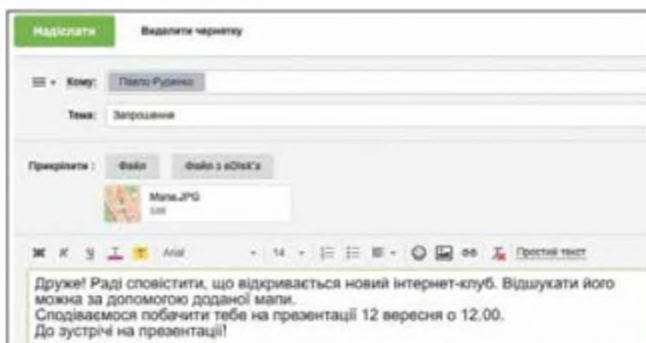 Надіслати Видалити чернетку
Кому: Павло Руденко
Тема: Запрошення
Прикріпити : Файл Файл з eDisk'a
Мапа.JPG
Ж К Ч Т Т Arial 14 Простий текст
Друже! Раді сповістити, що відкривається новий інтернет-клуб. Відшукати його
можна за допомогою доданої мапи.
Сподіваємося побачити тебе на презентації 12 вересня о 12.00.
До зустрічі на презентації!